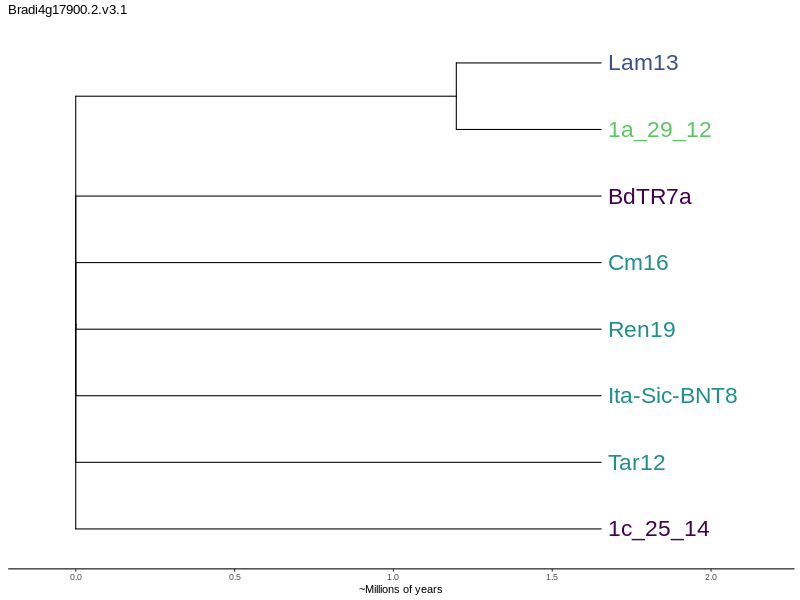 Bradi4g17900.2.v3.1
Lam13
1a_29_12
BdTR7a
Cm16
Ren19
Ita-Sic-BNT8
Tar12
1c_25_14
0.0 0.5 1.0 1.5 2.0
~Millions of years